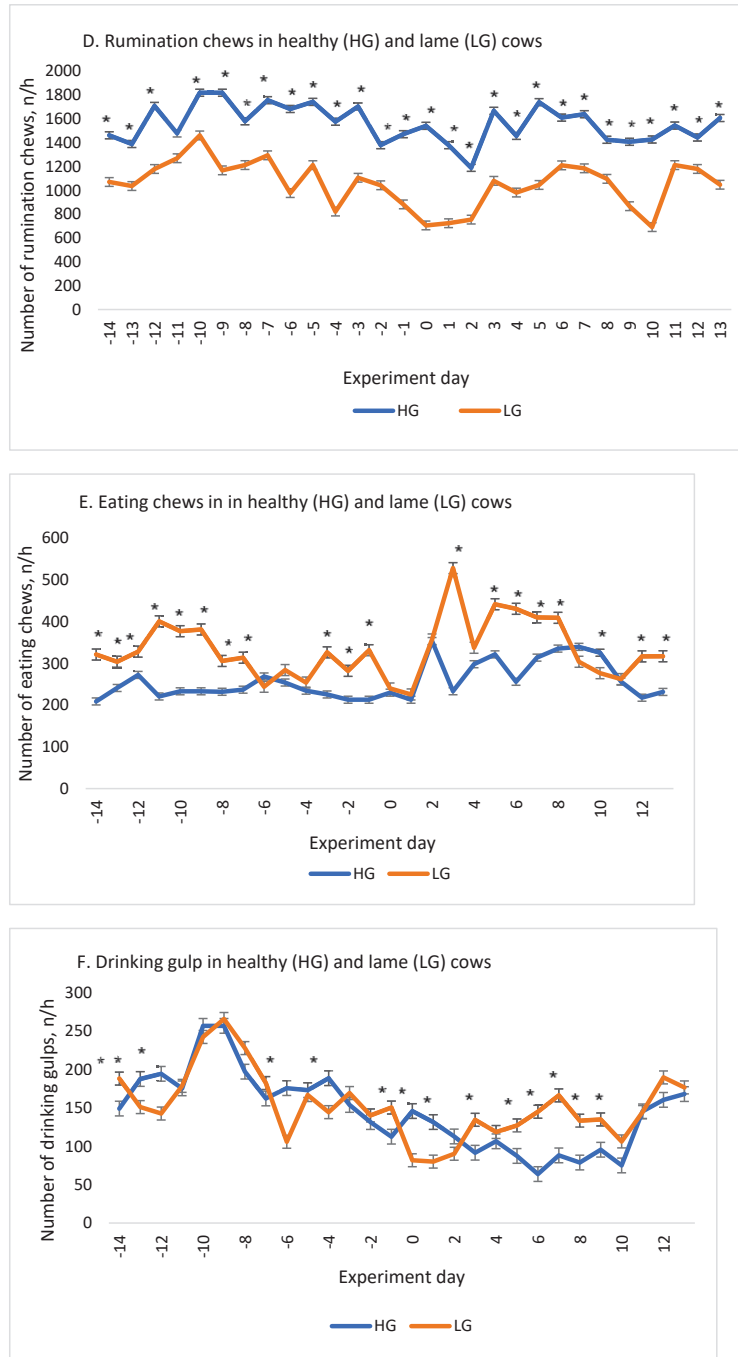 D. Rumination chews in healthy (HG) and lame (LG) cows
Number of rumination chews, n/h
2000
1800
1600
1400
1200
1000
800
600
400
200
0
* * * * * * * * * * * * * * * * * * * * * * * * * * *
-14 -13 -12 -11 -10 -9 -8 -7 -6 -5 -4 -3 -2 -1 0 1 2 3 4 5 6 7 8 9 10 11 12 13
Experiment day
HG LG
E. Eating chews in in healthy (HG) and lame (LG) cows
Number of eating chews, n/h
600
500
400
300
200
100
0
* * * * * * * * * * * * * * * * * * * *
-14 -12 -10 -8 -6 -4 -2 0 2 4 6 8 10 12
Experiment day
HG LG
F. Drinking gulp in healthy (HG) and lame (LG) cows
Number of drinking gulps, n/h
300
250
200
150
100
50
0
* * * * * * * * * * * * * *
-14 -12 -10 -8 -6 -4 -2 0 2 4 6 8 10 12
Experiment day
HG LG